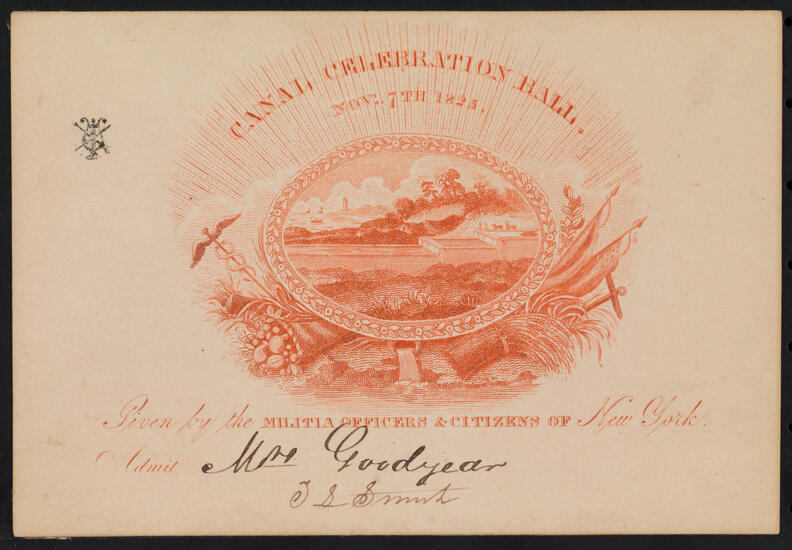 CANAL CELEBRATION BALL.
NOV. 7TH 1825.
Given by the MILITIA OFFICERS & CITIZENS OF New York.
Admit Mrs Goodyear